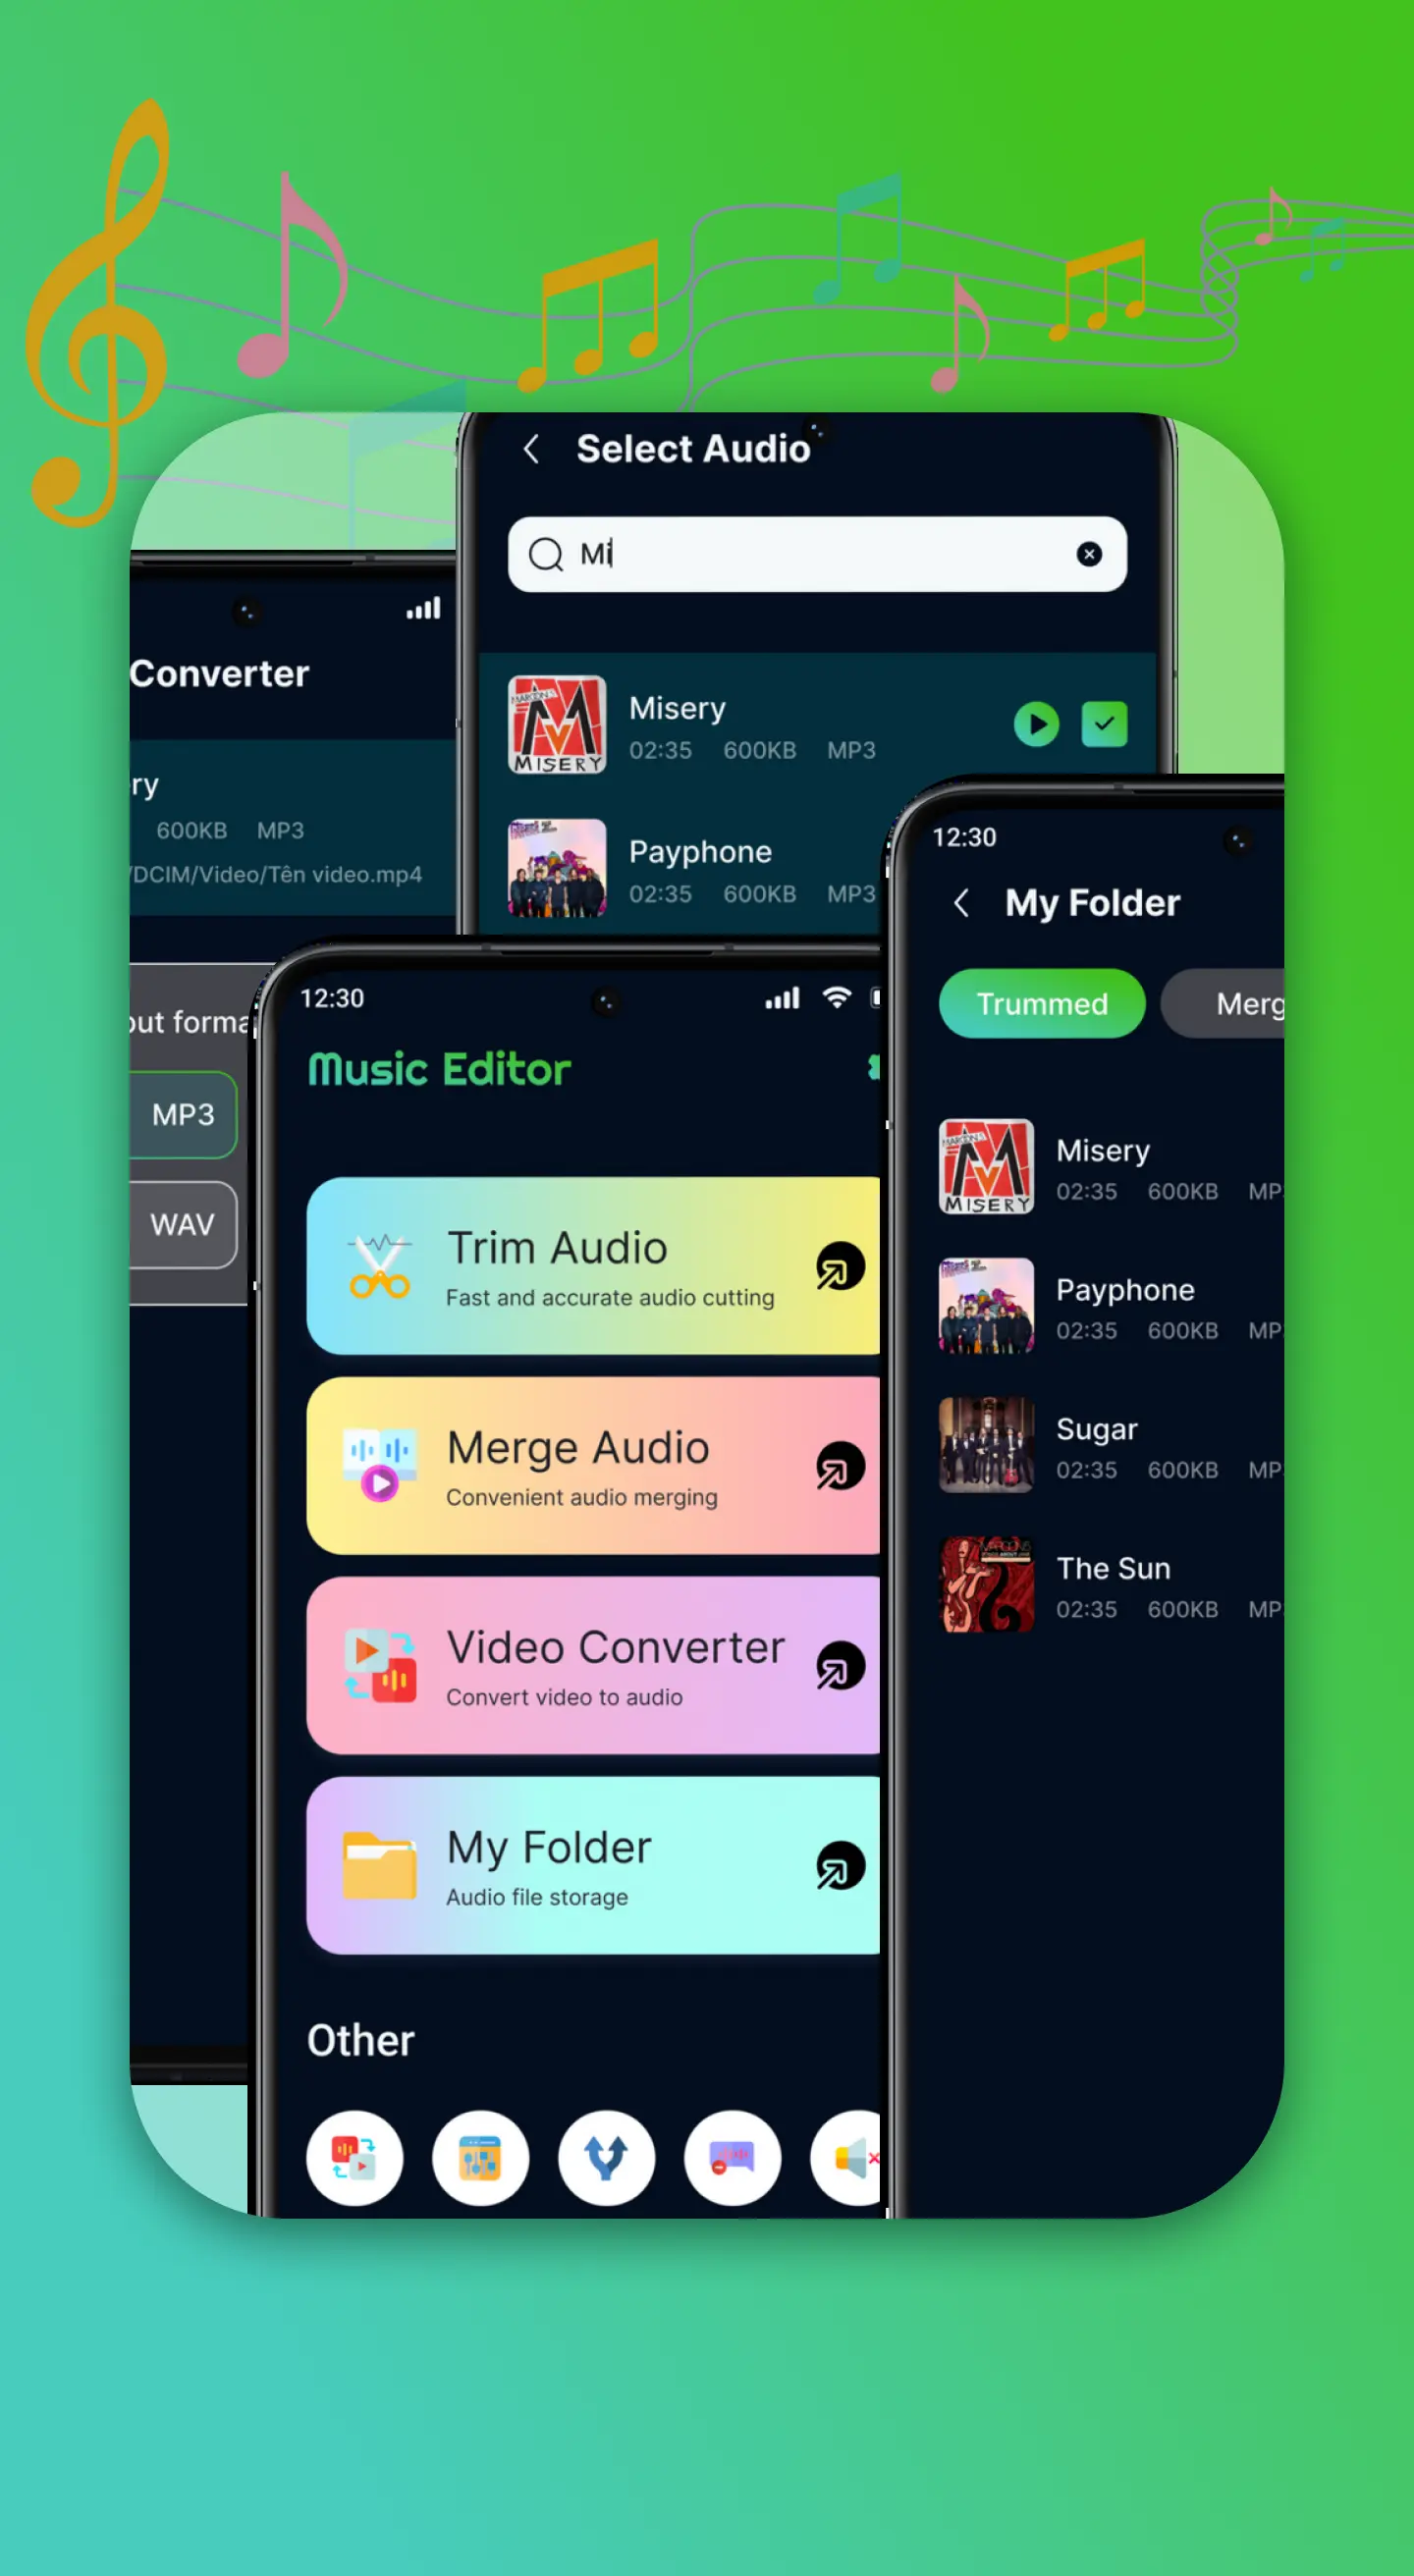 Select Audio
Mi
Misery
02:35 600KB MP3
Payphone
02:35 600KB MP3
Converter
ry
600KB MP3
/DCIM/Video/Tên video.mp4
out forma
MP3
WAV
12:30
Music Editor
Trim Audio
Fast and accurate audio cutting
Merge Audio
Convenient audio merging
Video Converter
Convert video to audio
My Folder
Audio file storage
Other
12:30
My Folder
Trummed Merg
MISERY
Misery
02:35 600KB MP
Payphone
02:35 600KB MP
Sugar
02:35 600KB MP
The Sun
02:35 600KB MP
MISERY